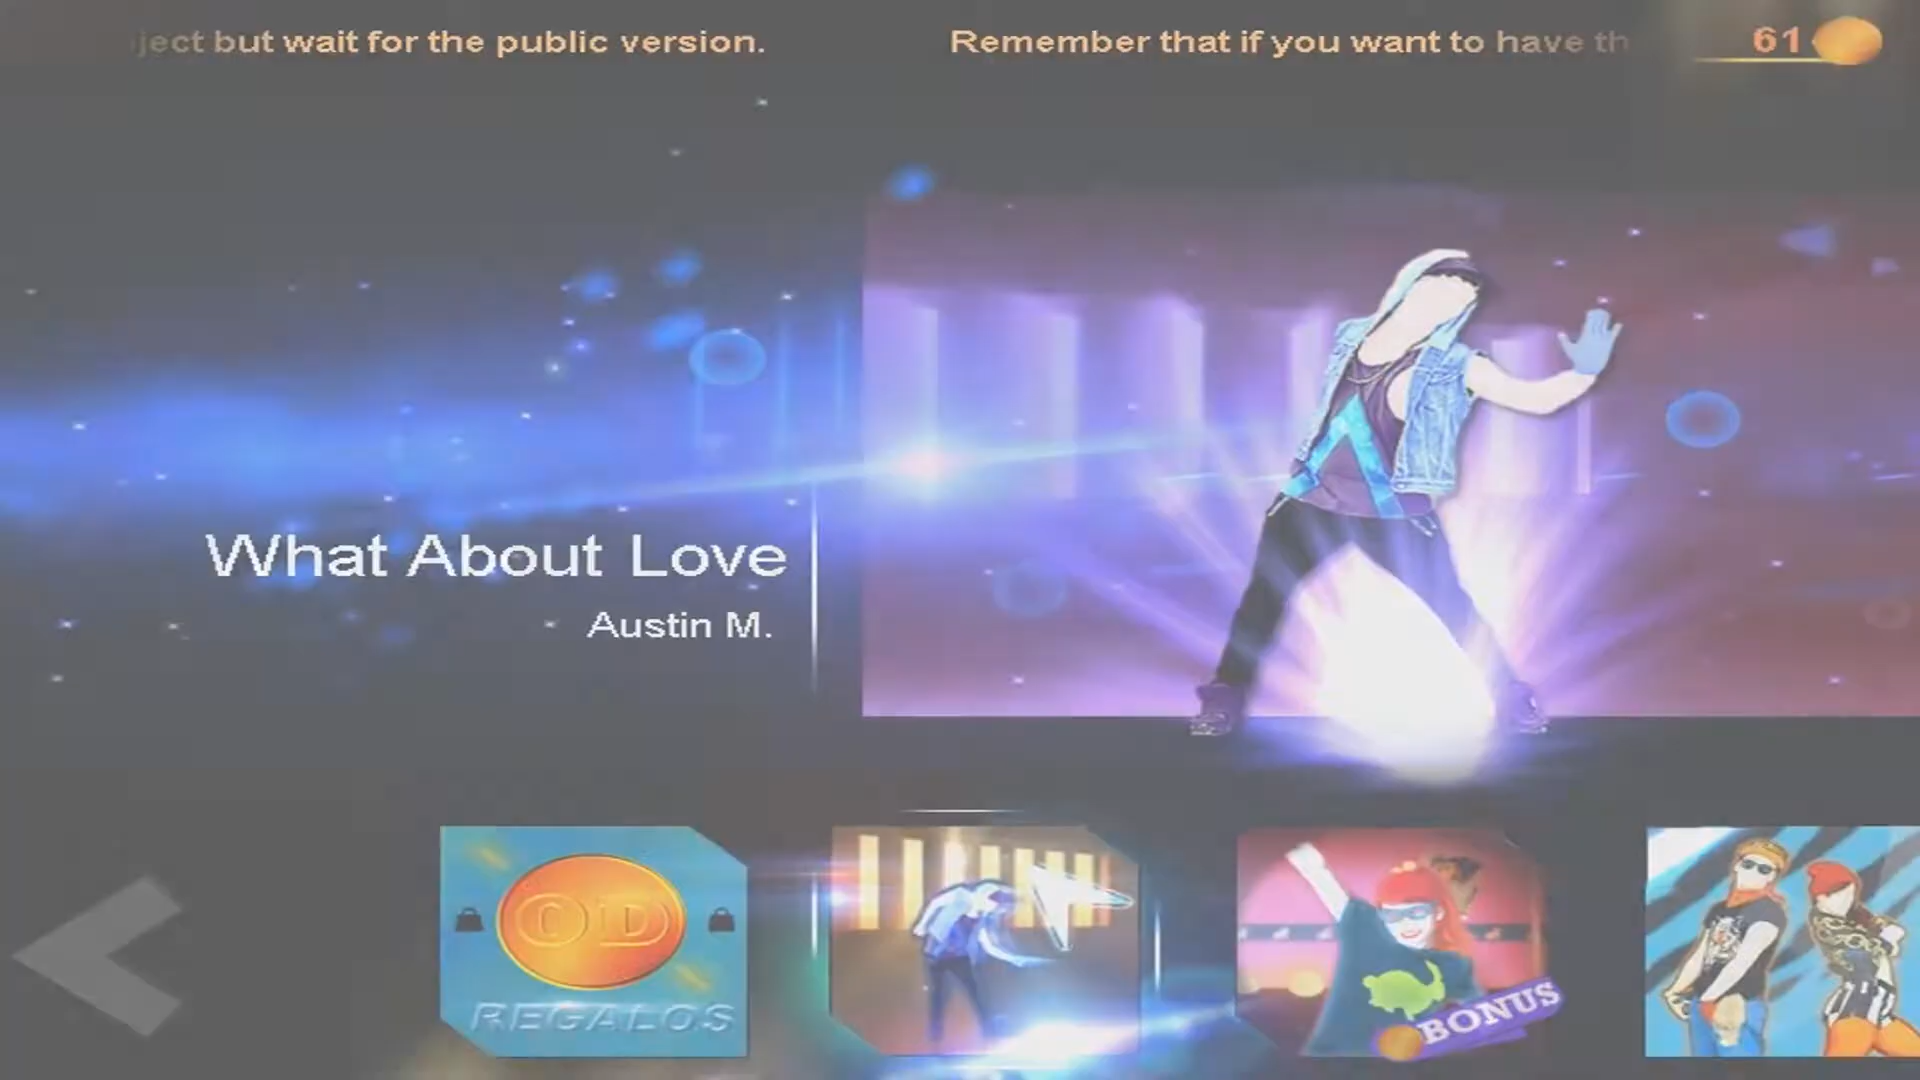 ject but wait for the public version.
Remember that if you want to have th
61
What About Love
Austin M.
OD
REGALOS
BONUS